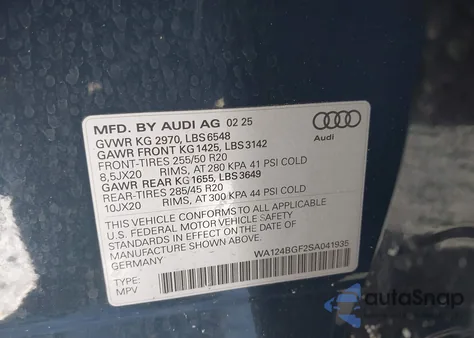 MFD. BY AUDI AG 02 25
GVWR KG 2970, LBS 6548
GAWR FRONT KG 1425, LBS 3142
FRONT-TIRES 255/50 R20
8,5JX20 RIMS, AT 280 KPA 41 PSI COLD
GAWR REAR KG 1655, LBS 3649
REAR-TIRES 285/45 R20
10JX20 RIMS, AT 300 KPA 44 PSI COLD
THIS VEHICLE CONFORMS TO ALL APPLICABLE
U.S. FEDERAL MOTOR VEHICLE SAFETY
STANDARDS IN EFFECT ON THE DATE OF
MANUFACTURE SHOWN ABOVE.
WA124BGF2SA041935
TYPE:
MPV
Audi
autoSnap